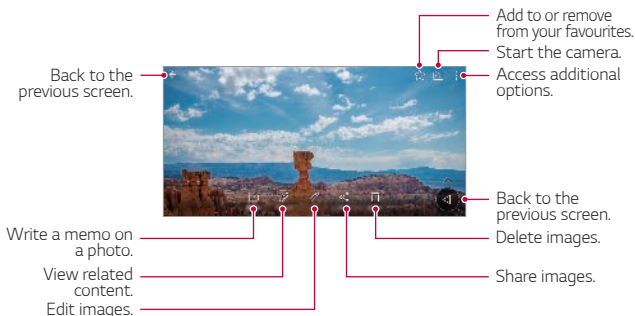 Add to or remove
from your favourites.
Start the camera.
Access additional
options.
Back to the
previous screen.
Back to the
previous screen.
Delete images.
Share images.
Write a memo on
a photo.
View related
content.
Edit images.